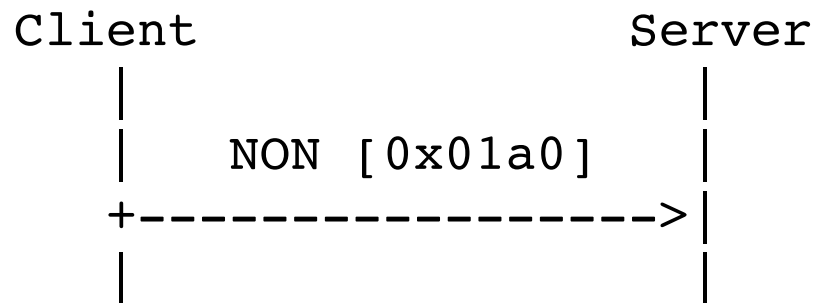 Client                   Server
   |                        |
   |    NON [0x01a0]        |
   +----------------->|
   |                        |